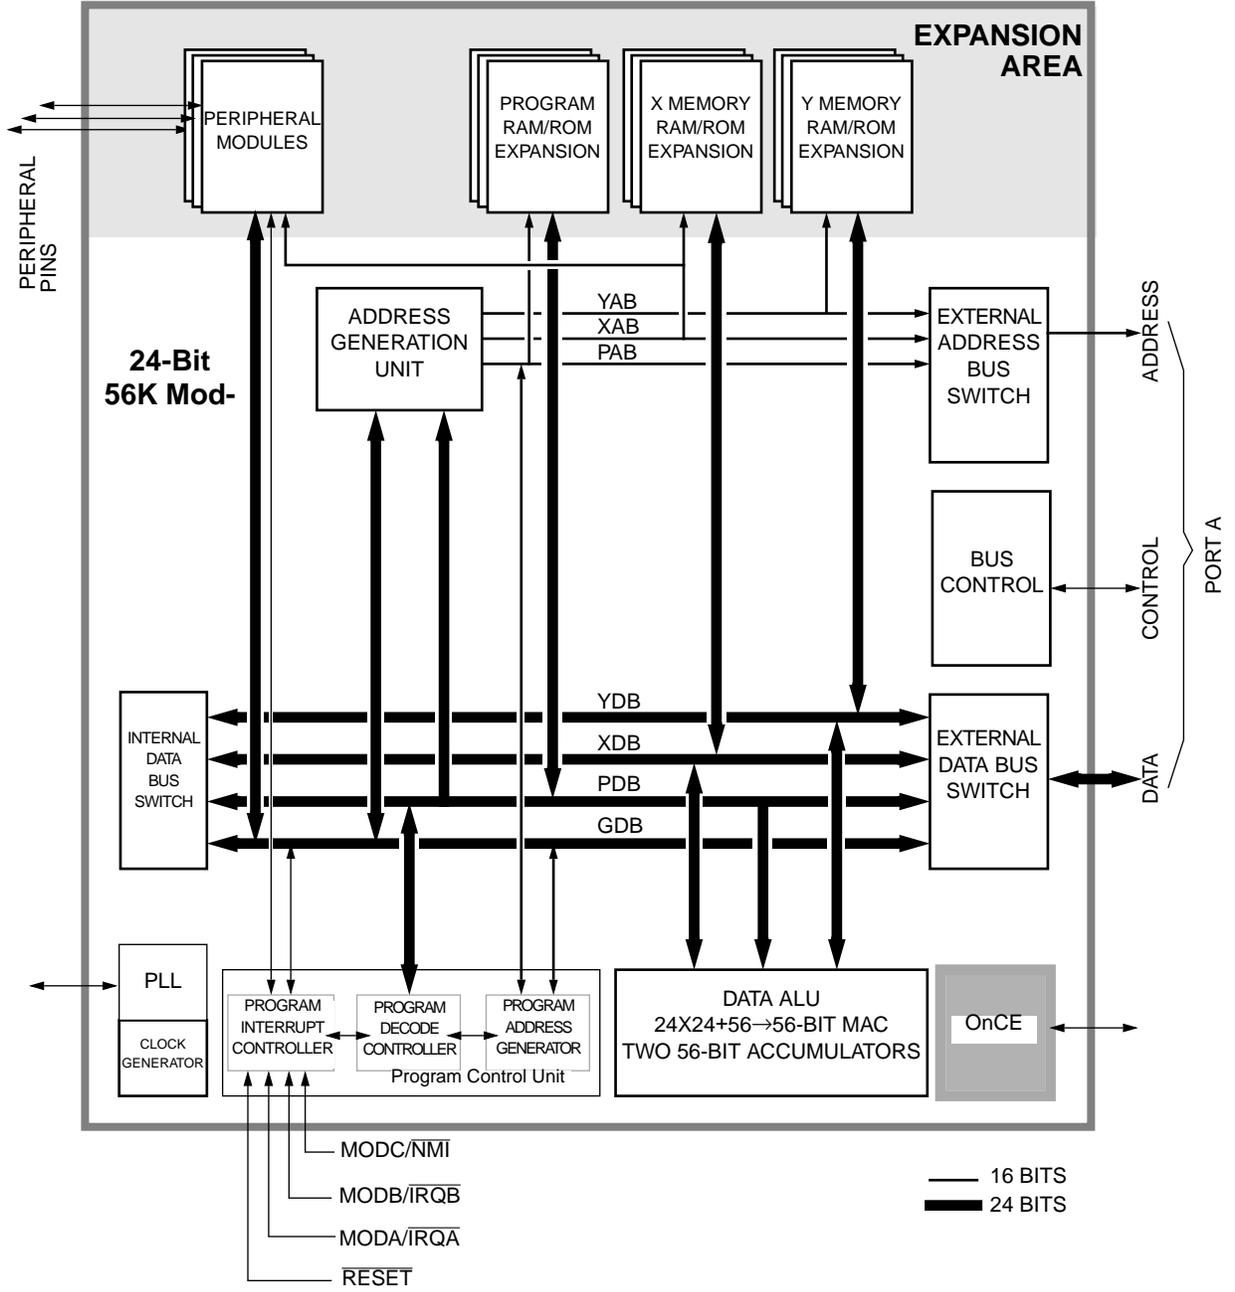 EXPANSION
AREA
PERIPHERAL
MODULES
PROGRAM
RAM/ROM
EXPANSION
X MEMORY
RAM/ROM
EXPANSION
Y MEMORY
RAM/ROM
EXPANSION
PERIPHERAL
PINS
24-Bit
56K Mod-
ADDRESS
GENERATION
UNIT
YAB
XAB
PAB
EXTERNAL
ADDRESS
BUS
SWITCH
ADDRESS
BUS
CONTROL
CONTROL
PORT A
INTERNAL
DATA
BUS
SWITCH
YDB
XDB
PDB
GDB
EXTERNAL
DATA BUS
SWITCH
DATA
PLL
CLOCK
GENERATOR
PROGRAM
INTERRUPT
CONTROLLER
PROGRAM
DECODE
CONTROLLER
PROGRAM
ADDRESS
GENERATOR
Program Control Unit
DATA ALU
24X24+56→56-BIT MAC
TWO 56-BIT ACCUMULATORS
OnCE
MODC/NMI
MODB/IRQB
MODA/IRQA
RESET
16 BITS
24 BITS